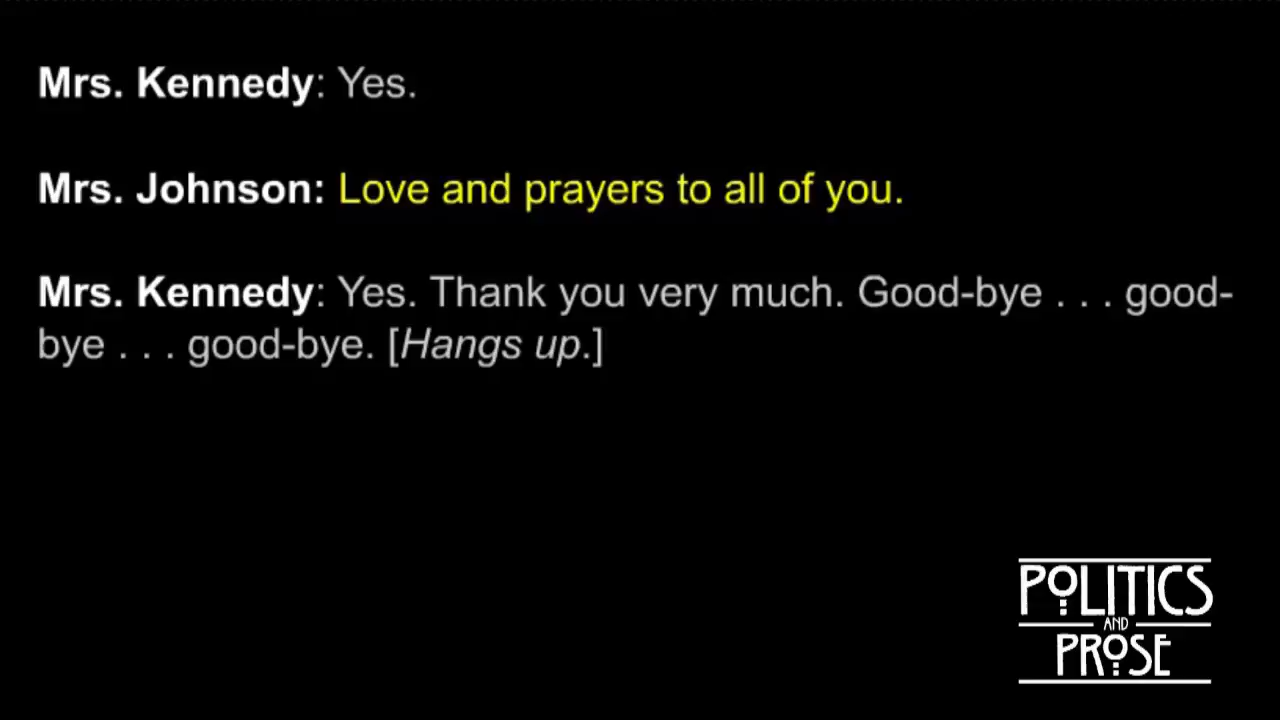 Mrs. Kennedy: Yes.
Mrs. Johnson: Love and prayers to all of you.
Mrs. Kennedy: Yes. Thank you very much. Good-bye . . . good-
bye . . . good-bye. [Hangs up.]
POLITICS
AND
PROSE